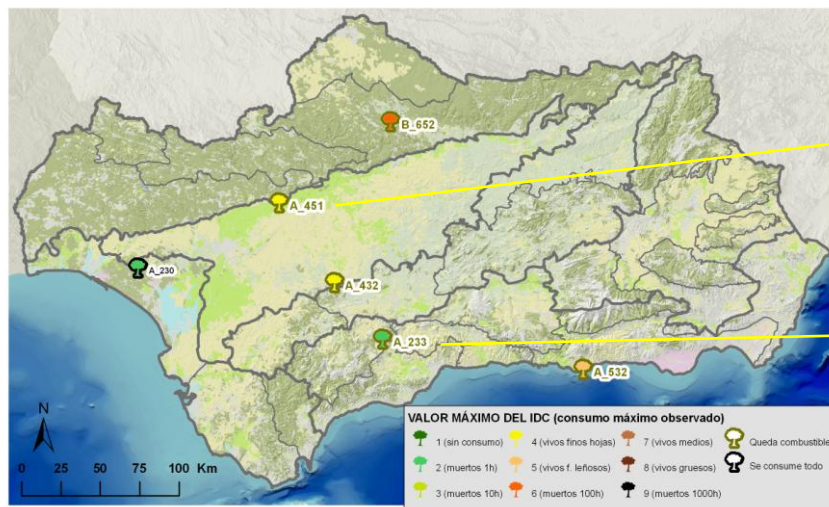 B_652
A_451
A_230
A_432
A_233
A_532
N
0 25 50 75 100 Km
VALOR MÁXIMO DEL IDC (consumo máximo observado)
1 (sin consumo) 4 (vivos finos hojas) 7 (vivos medios) Queda combustible
2 (muertos 1h) 5 (vivos f. leñosos) 8 (vivos gruesos) Se consume todo
3 (muertos 10h) 6 (muertos 100h) 9 (muertos 1000h)